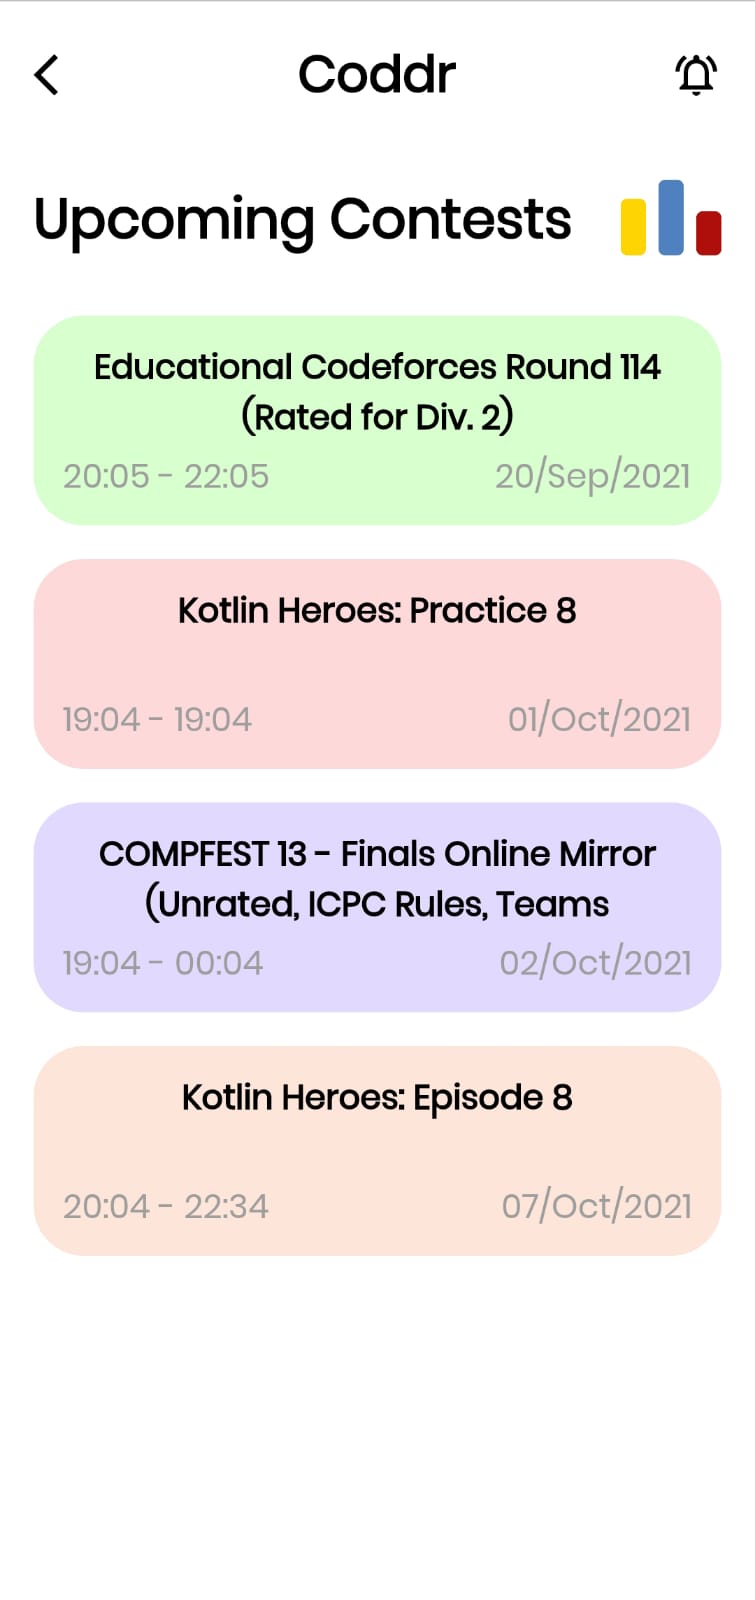 Coddr
Upcoming Contests
Educational Codeforces Round 114
(Rated for Div. 2)
20:05 - 22:05 20/Sep/2021
Kotlin Heroes: Practice 8
19:04 - 19:04 01/Oct/2021
COMPFEST 13 - Finals Online Mirror
(Unrated, ICPC Rules, Teams
19:04 - 00:04 02/Oct/2021
Kotlin Heroes: Episode 8
20:04 - 22:34 07/Oct/2021